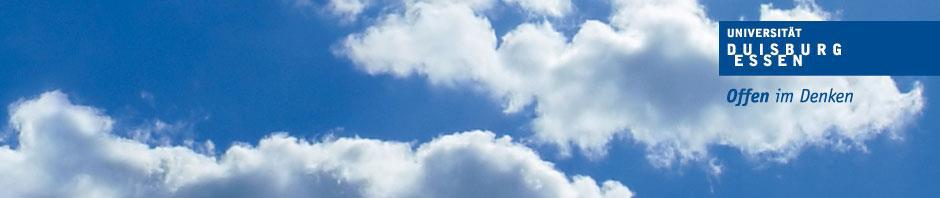 UNIVERSITÄT
DUISBURG
ESSEN
Offen im Denken